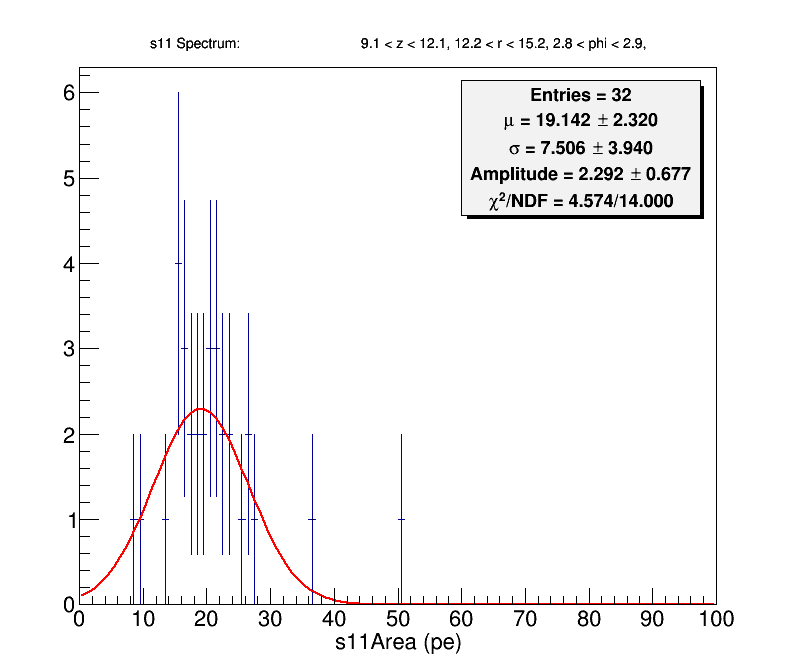 s11 Spectrum: 9.1 < z < 12.1, 12.2 < r < 15.2, 2.8 < phi < 2.9,
Entries = 32
μ = 19.142 ± 2.320
σ = 7.506 ± 3.940
Amplitude = 2.292 ± 0.677
χ²/NDF = 4.574/14.000
6
5
4
3
2
1
0
0 10 20 30 40 50 60 70 80 90 100
s11Area (pe)